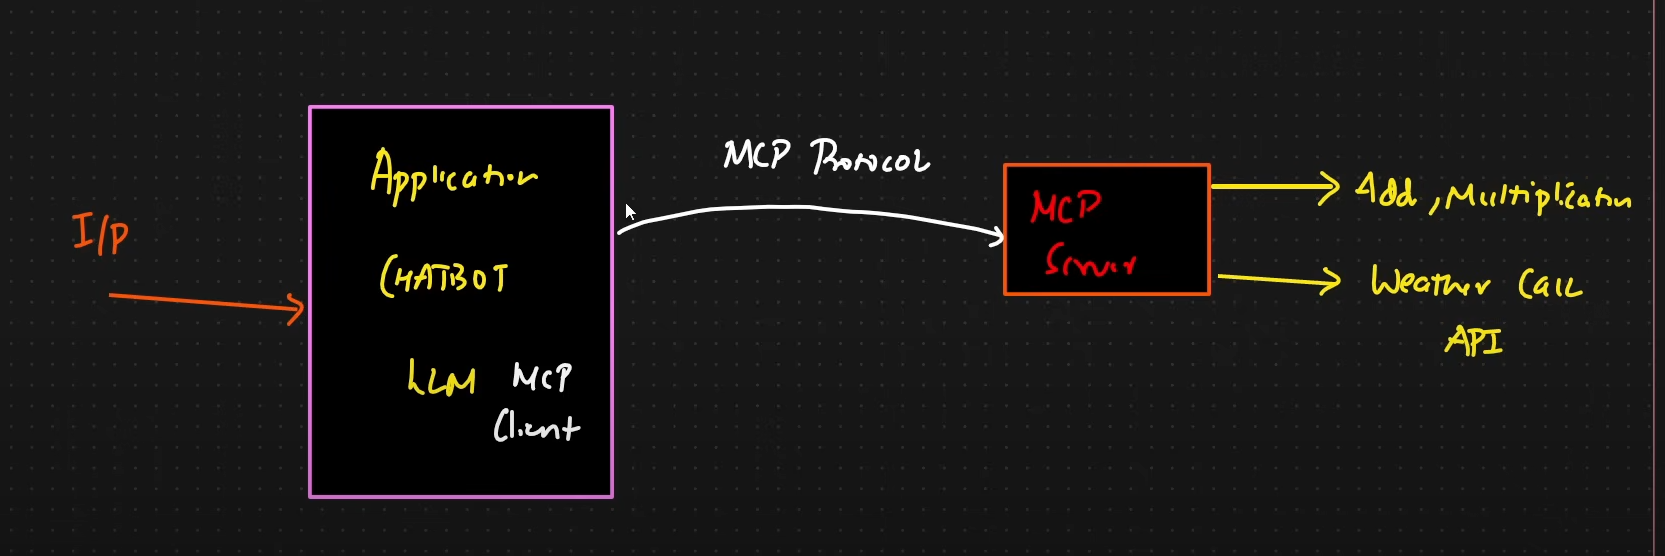 I/P
Application
CHATBOT
LLM MCP
Client
MCP Protocol
MCP
Server
Add, Multiplication
Weather Call
API